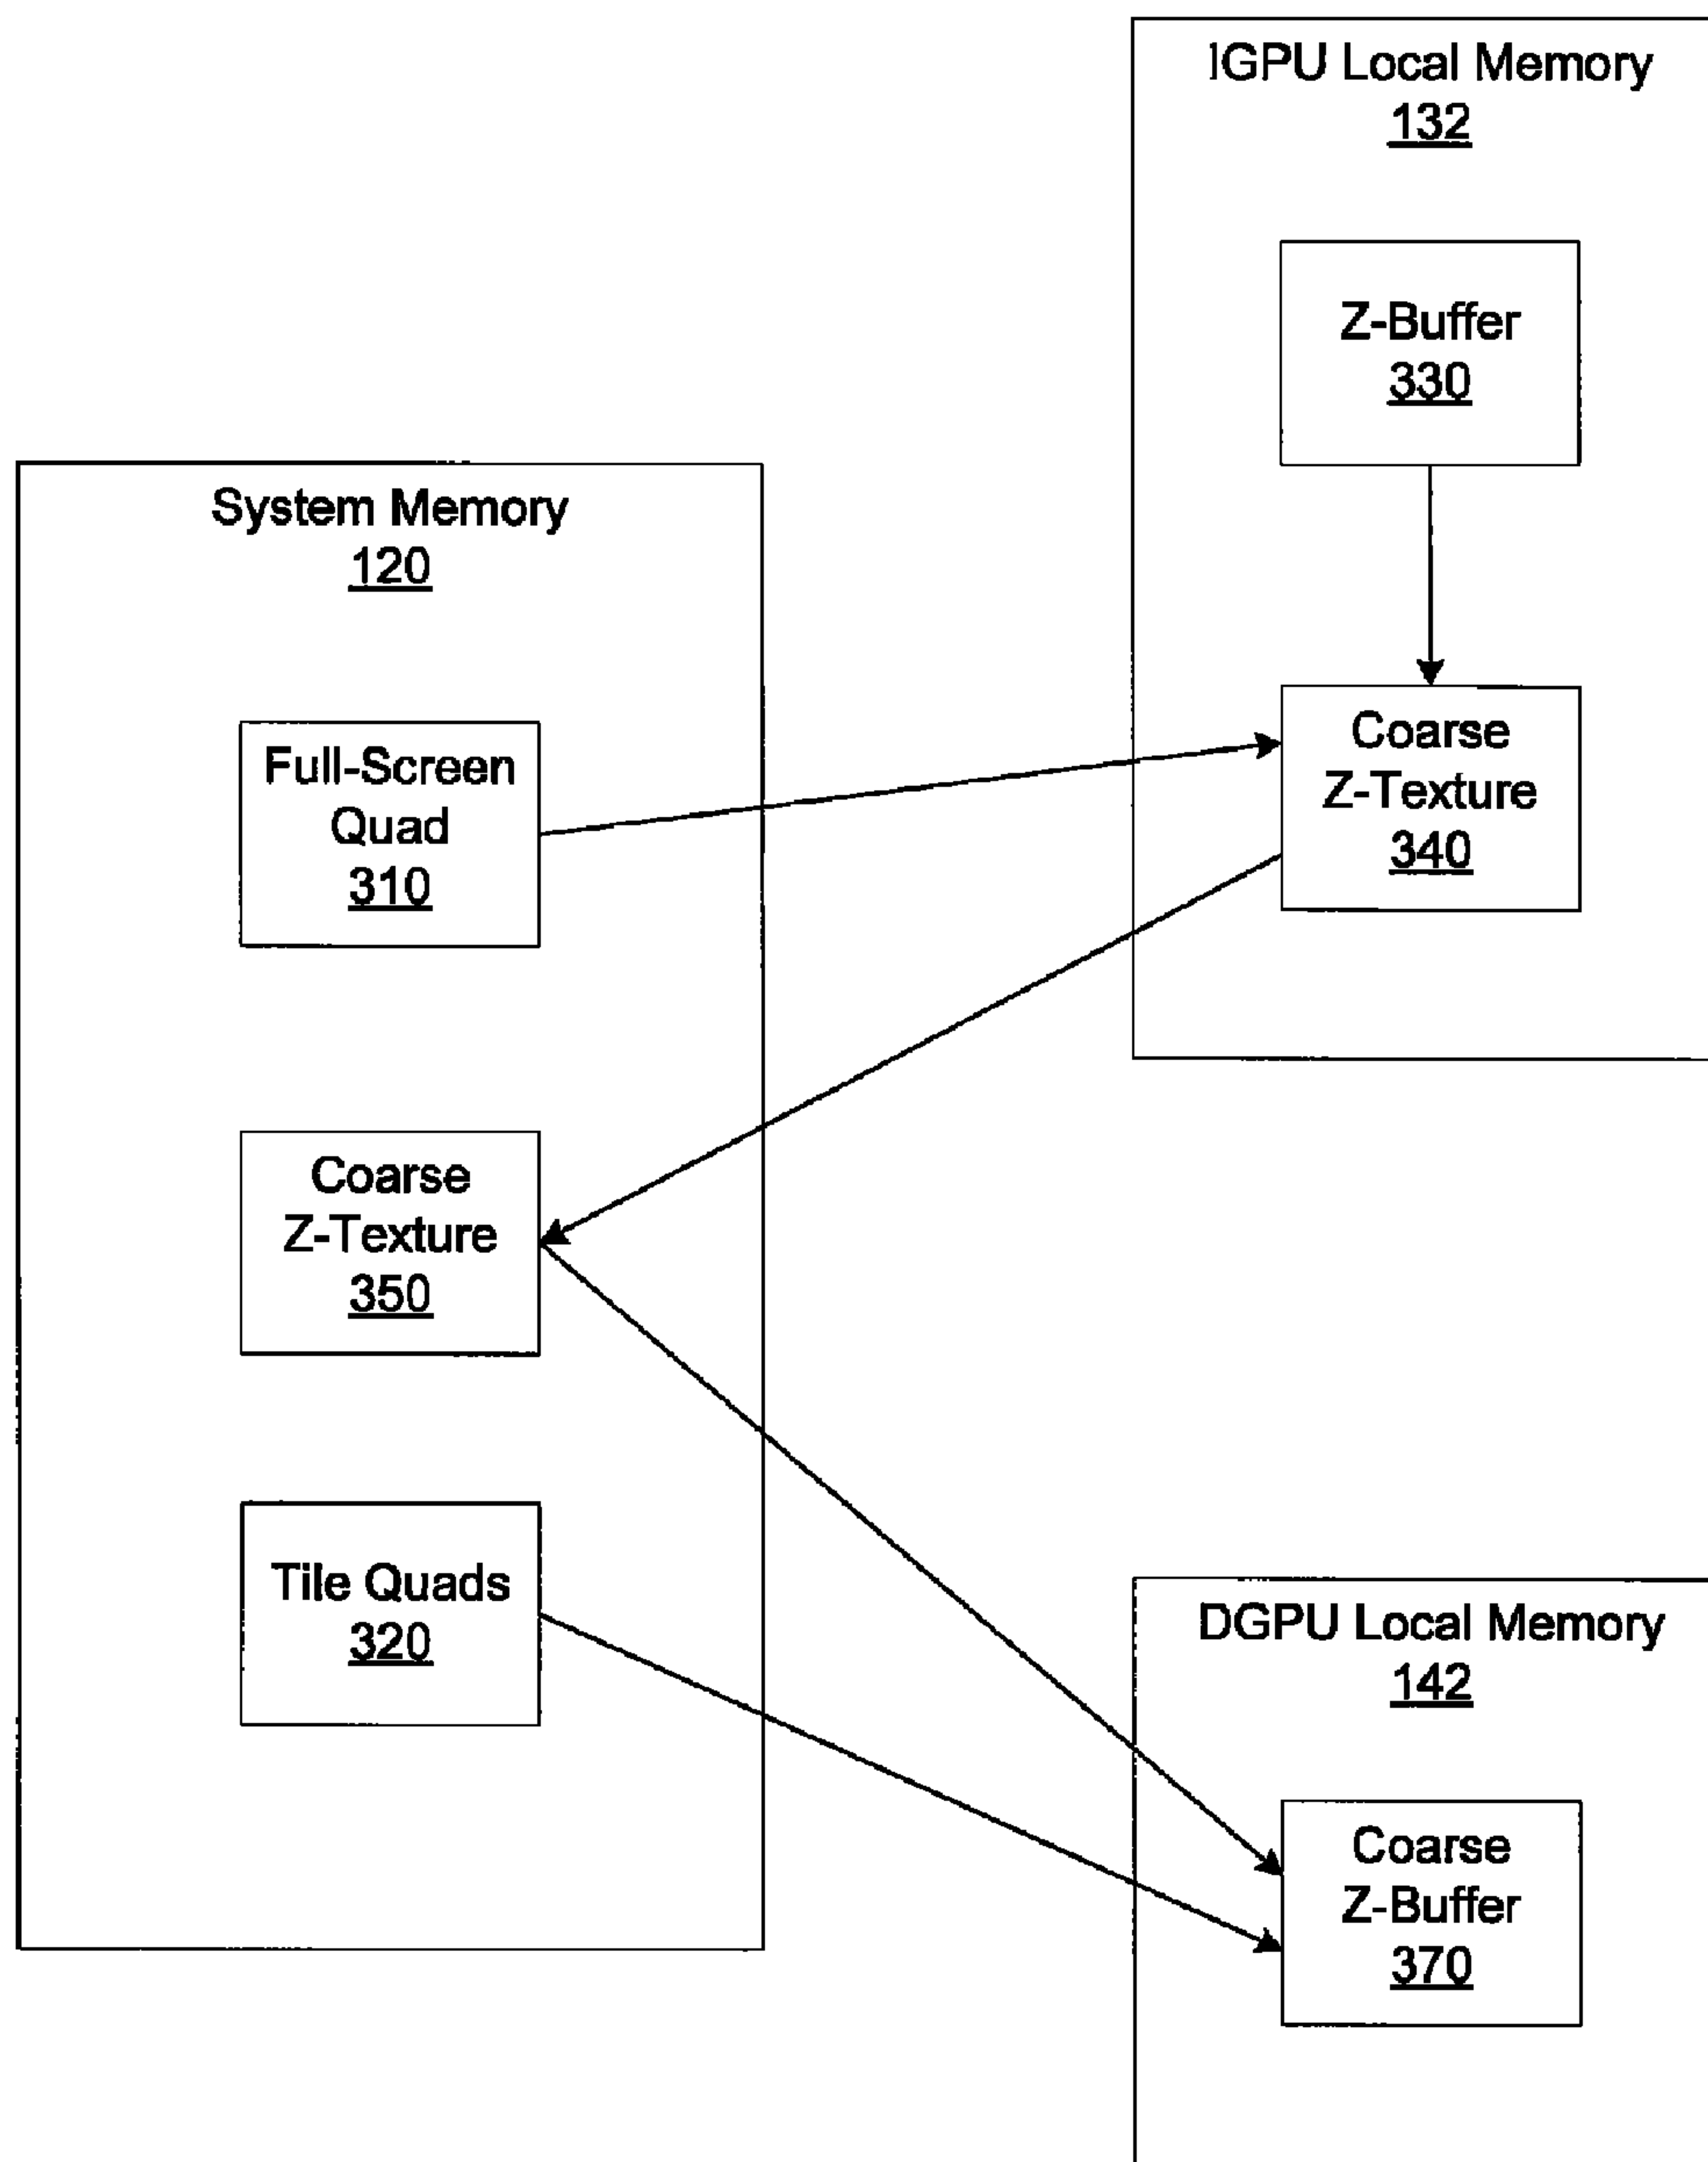 IGPU Local Memory
132
Z-Buffer
330
Coarse
Z-Texture
340
System Memory
120
Full-Screen
Quad
310
Coarse
Z-Texture
350
Tile Quads
320
DGPU Local Memory
142
Coarse
Z-Buffer
370